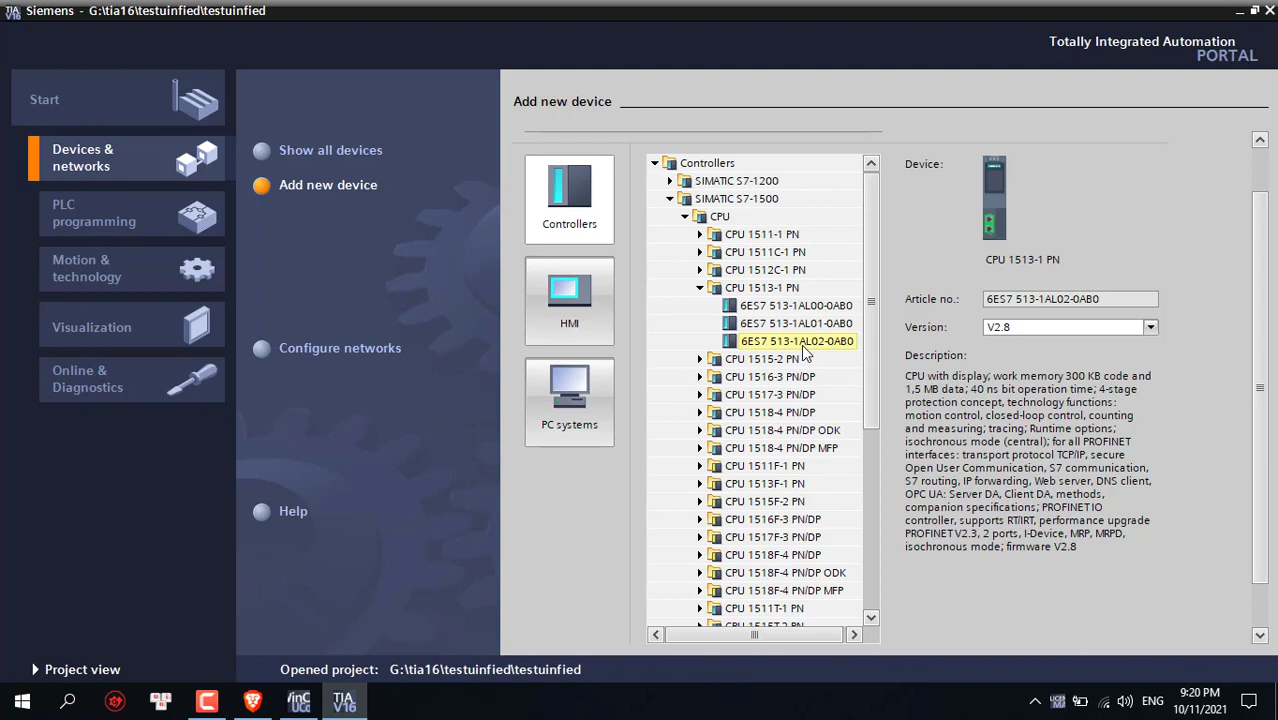 TIA
V16
Siemens - G:\tia16\testuinfied\testuinfied
Totally Integrated Automation
PORTAL
Start
Devices &
networks
PLC
programming
Motion &
technology
Visualization
Online &
Diagnostics
Show all devices
Add new device
Configure networks
Help
Add new device
Controllers
HMI
PC systems
Controllers
SIMATIC S7-1200
SIMATIC S7-1500
CPU
CPU 1511-1 PN
CPU 1511C-1 PN
CPU 1512C-1 PN
CPU 1513-1 PN
6ES7 513-1AL00-0AB0
6ES7 513-1AL01-0AB0
6ES7 513-1AL02-0AB0
CPU 1515-2 PN
CPU 1516-3 PN/DP
CPU 1517-3 PN/DP
CPU 1518-4 PN/DP
CPU 1518-4 PN/DP ODK
CPU 1518-4 PN/DP MFP
CPU 1511F-1 PN
CPU 1513F-1 PN
CPU 1515F-2 PN
CPU 1516F-3 PN/DP
CPU 1517F-3 PN/DP
CPU 1518F-4 PN/DP
CPU 1518F-4 PN/DP ODK
CPU 1518F-4 PN/DP MFP
CPU 1511T-1 PN
CPU 1515T-2 PN
Device:
CPU 1513-1 PN
Article no.: 6ES7 513-1AL02-0AB0
Version: V2.8
Description:
CPU with display; work memory 300 KB code and
1,5 MB data; 40 ns bit operation time; 4-stage
protection concept, technology functions:
motion control, closed-loop control, counting
and measuring; tracing; Runtime options;
isochronous mode (central); for all PROFINET
interfaces: transport protocol TCP/IP, secure
Open User Communication, S7 communication,
S7 routing, IP forwarding, Web server, DNS client,
OPC UA: Server DA, Client DA, methods,
companion specifications; PROFINET IO
controller, supports RT/IRT, performance upgrade
PROFINET V2.3, 2 ports, I-Device, MRP, MRPD,
isochronous mode; firmware V2.8
Project view
Opened project: G:\tia16\testuinfied\testuinfied
TIA
V16
ENG
9:20 PM
10/11/2021